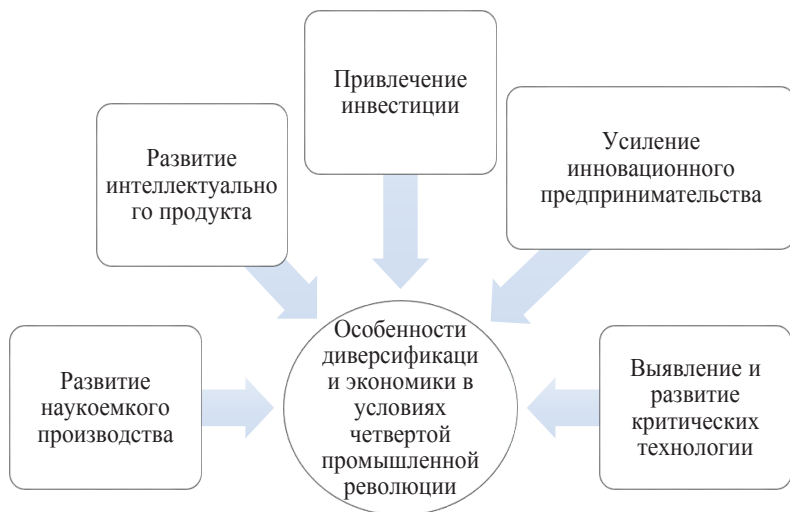 Привлечение
инвестиции
Развитие
интеллектуально
го продукта
Усиление
инновационного
предпринимательства
Развитие
наукоемкого
производства
Особенности
диверсификаци
и экономики в
условиях
четвертой
промышленной
революции
Выявление и
развитие
критических
технологии